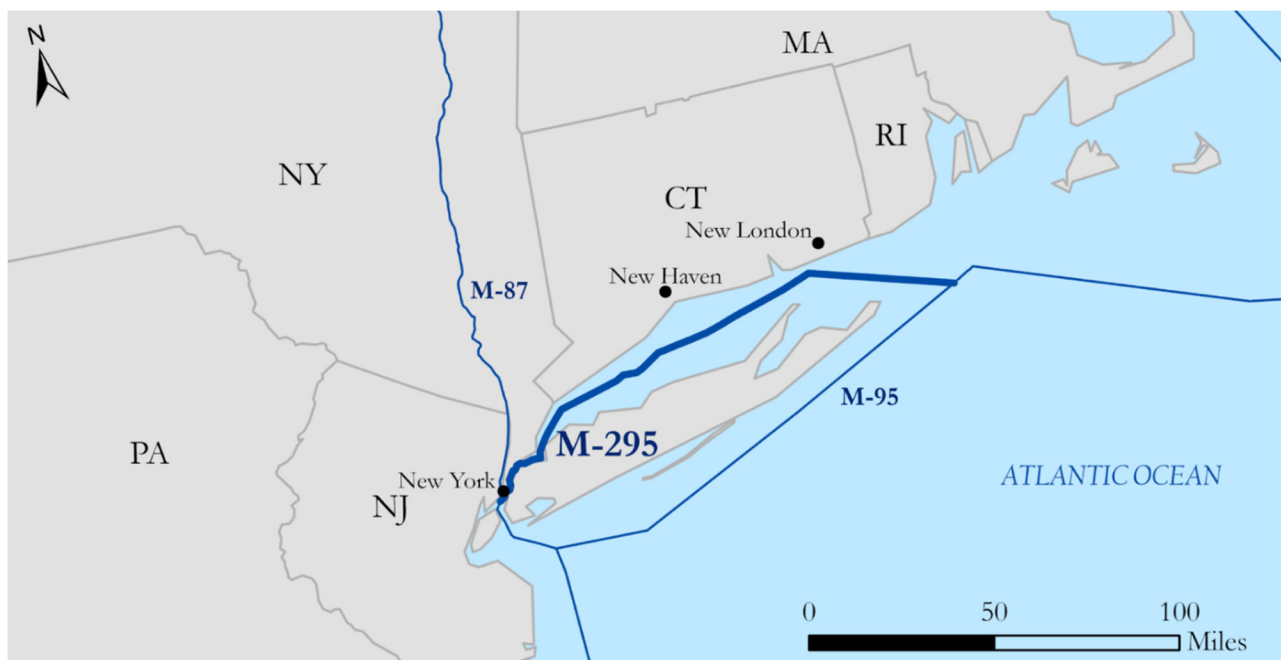 N
MA
RI
NY
CT
New London
New Haven
M-87
M-95
M-295
PA
New York
NJ
ATLANTIC OCEAN
0 50 100
Miles